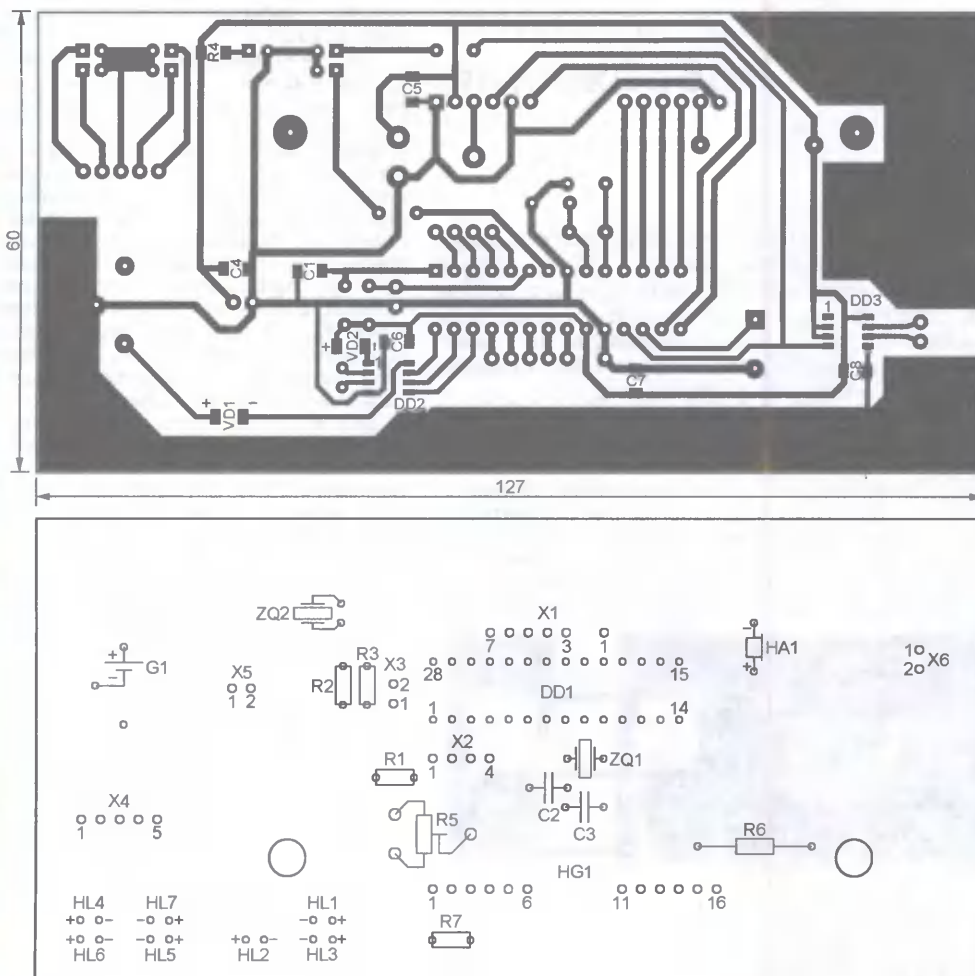 R4
C5
60
C4
C1
1
DD3
+ VD2 -
1
C6
C7
C8
DD2
+ VD1 -
127
ZQ2
X1
7 3 1
- HA1 +
1 X6
2
+ G1 -
X5
1 2
R2
R3
X3
2
1
28 15
DD1
1 14
X2
1 4
ZQ1
R1
C2
C3
X4
1 5
R5
R6
HG1
1 6 11 16
HL4 HL7 HL1
+ - - + - +
+ - - + + - - +
HL6 HL5 HL2 HL3
R7